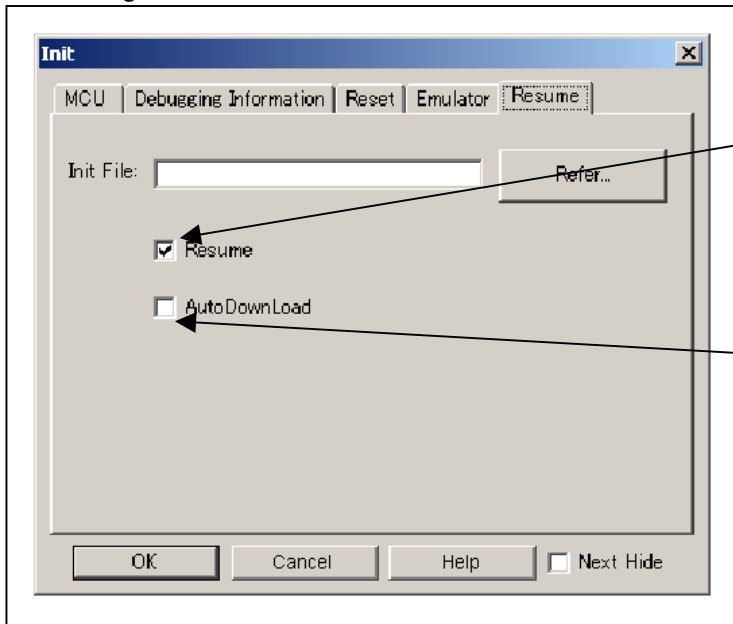 Init
MCU Debugging Information Reset Emulator Resume
Init File: Refer...
Resume
AutoDownLoad
OK Cancel Help Next Hide